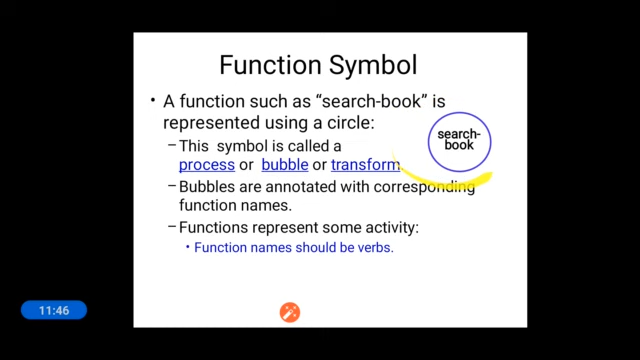 Function Symbol
• A function such as “search-book” is
represented using a circle:
search-
book
– This symbol is called a
process or bubble or transform.
– Bubbles are annotated with corresponding
function names.
– Functions represent some activity:
• Function names should be verbs.
11:46